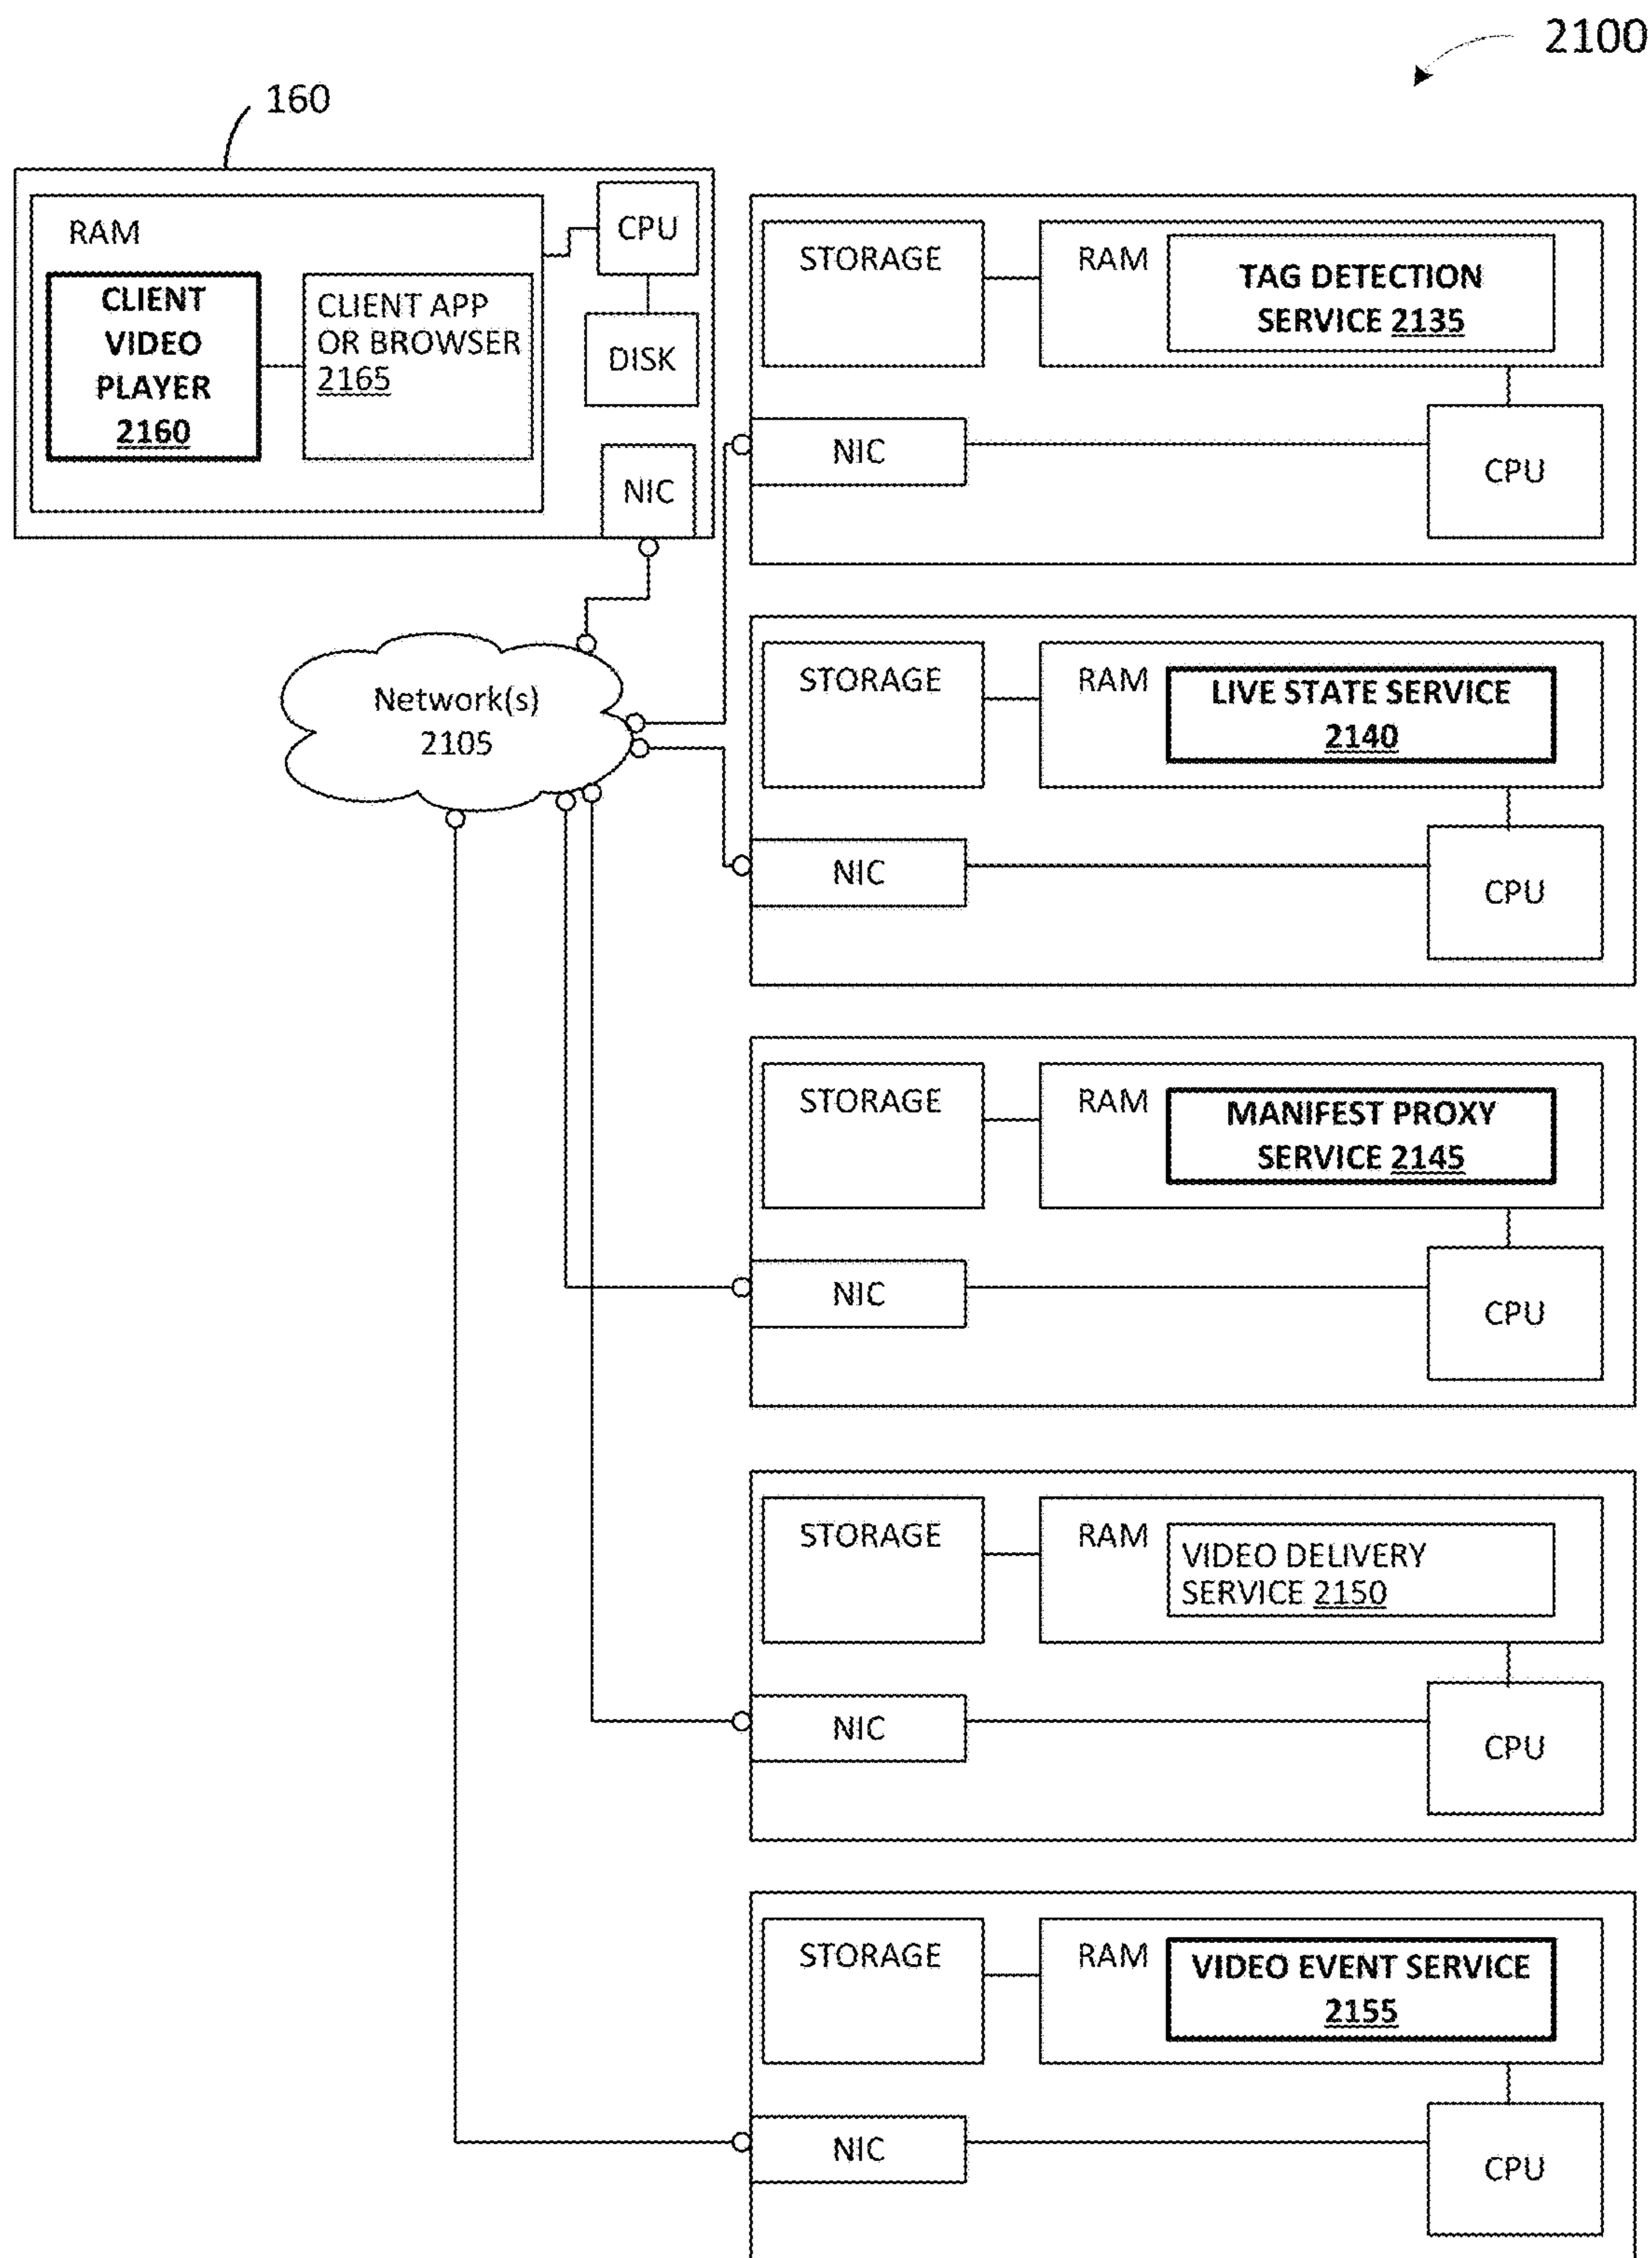 2100
160
RAM
CPU
CLIENT
VIDEO
PLAYER
2160
CLIENT APP
OR BROWSER
2165
DISK
NIC
Network(s)
2105
STORAGE
RAM
TAG DETECTION
SERVICE 2135
NIC
CPU
STORAGE
RAM
LIVE STATE SERVICE
2140
NIC
CPU
STORAGE
RAM
MANIFEST PROXY
SERVICE 2145
NIC
CPU
STORAGE
RAM
VIDEO DELIVERY
SERVICE 2150
NIC
CPU
STORAGE
RAM
VIDEO EVENT SERVICE
2155
NIC
CPU